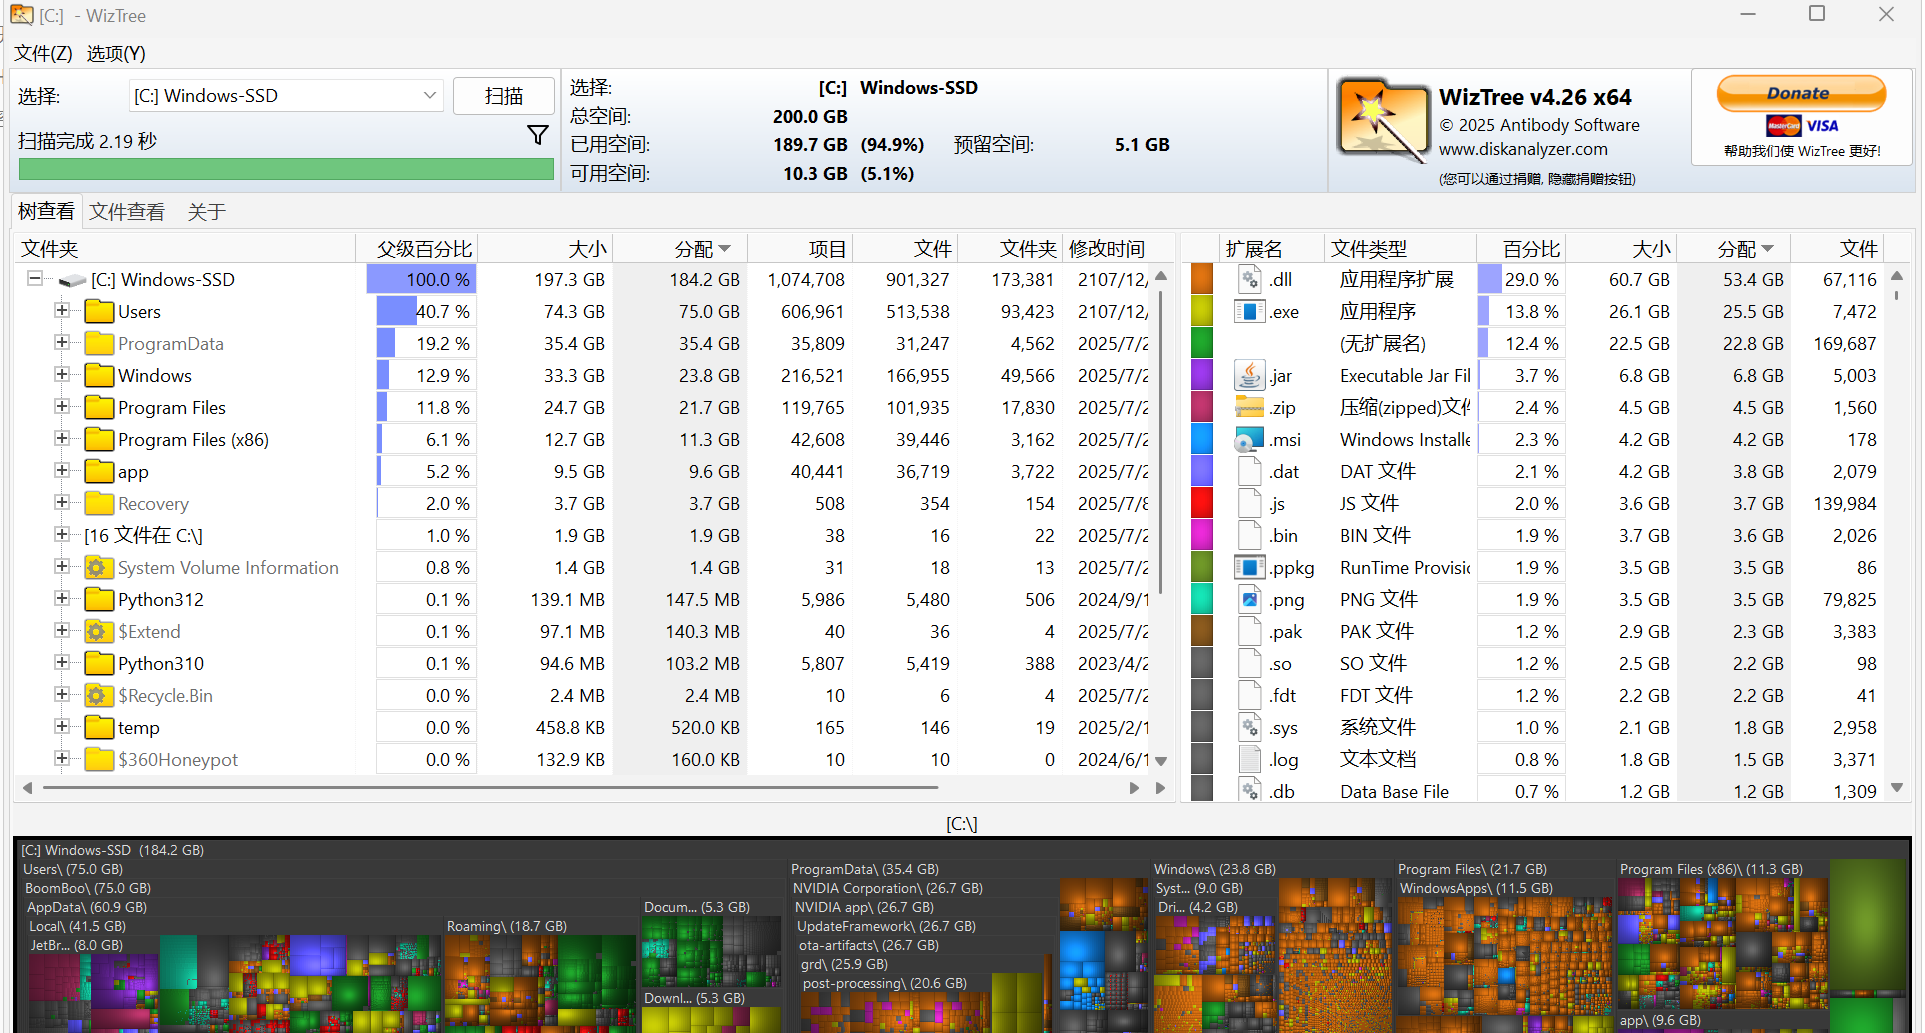 [C:] - WizTree
文件(Z) 选项(Y)
选择: [C:] Windows-SSD 扫描
扫描完成 2.19 秒
选择: [C:] Windows-SSD
总空间: 200.0 GB
已用空间: 189.7 GB (94.9%) 预留空间: 5.1 GB
可用空间: 10.3 GB (5.1%)
WizTree v4.26 x64
© 2025 Antibody Software
www.diskanalyzer.com
(您可以通过捐赠, 隐藏捐赠按钮)
Donate
MasterCard VISA
帮助我们使 WizTree 更好!
树查看 文件查看 关于
文件夹 父级百分比 大小 分配 项目 文件 文件夹 修改时间
[C:] Windows-SSD 100.0 % 197.3 GB 184.2 GB 1,074,708 901,327 173,381 2107/12/
Users 40.7 % 74.3 GB 75.0 GB 606,961 513,538 93,423 2107/12/
ProgramData 19.2 % 35.4 GB 35.4 GB 35,809 31,247 4,562 2025/7/2
Windows 12.9 % 33.3 GB 23.8 GB 216,521 166,955 49,566 2025/7/2
Program Files 11.8 % 24.7 GB 21.7 GB 119,765 101,935 17,830 2025/7/2
Program Files (x86) 6.1 % 12.7 GB 11.3 GB 42,608 39,446 3,162 2025/7/2
app 5.2 % 9.5 GB 9.6 GB 40,441 36,719 3,722 2025/7/2
Recovery 2.0 % 3.7 GB 3.7 GB 508 354 154 2025/7/8
[16 文件在 C:\] 1.0 % 1.9 GB 1.9 GB 38 16 22 2025/7/2
System Volume Information 0.8 % 1.4 GB 1.4 GB 31 18 13 2025/7/2
Python312 0.1 % 139.1 MB 147.5 MB 5,986 5,480 506 2024/9/1
$Extend 0.1 % 97.1 MB 140.3 MB 40 36 4 2025/7/2
Python310 0.1 % 94.6 MB 103.2 MB 5,807 5,419 388 2023/4/2
$Recycle.Bin 0.0 % 2.4 MB 2.4 MB 10 6 4 2025/7/2
temp 0.0 % 458.8 KB 520.0 KB 165 146 19 2025/2/1
$360Honeypot 0.0 % 132.9 KB 160.0 KB 10 10 0 2024/6/1
扩展名 文件类型 百分比 大小 分配 文件
.dll 应用程序扩展 29.0 % 60.7 GB 53.4 GB 67,116
.exe 应用程序 13.8 % 26.1 GB 25.5 GB 7,472
(无扩展名) 12.4 % 22.5 GB 22.8 GB 169,687
.jar Executable Jar Fil 3.7 % 6.8 GB 6.8 GB 5,003
.zip 压缩(zipped)文件 2.4 % 4.5 GB 4.5 GB 1,560
.msi Windows Installe 2.3 % 4.2 GB 4.2 GB 178
.dat DAT 文件 2.1 % 4.2 GB 3.8 GB 2,079
.js JS 文件 2.0 % 3.6 GB 3.7 GB 139,984
.bin BIN 文件 1.9 % 3.7 GB 3.6 GB 2,026
.ppkg RunTime Provisio 1.9 % 3.5 GB 3.5 GB 86
.png PNG 文件 1.9 % 3.5 GB 3.5 GB 79,825
.pak PAK 文件 1.2 % 2.9 GB 2.3 GB 3,383
.so SO 文件 1.2 % 2.5 GB 2.2 GB 98
.fdt FDT 文件 1.2 % 2.2 GB 2.2 GB 41
.sys 系统文件 1.0 % 2.1 GB 1.8 GB 2,958
.log 文本文档 0.8 % 1.8 GB 1.5 GB 3,371
.db Data Base File 0.7 % 1.2 GB 1.2 GB 1,309
[C:\]
[C:] Windows-SSD (184.2 GB)
Users\ (75.0 GB)
BoomBoo\ (75.0 GB)
AppData\ (60.9 GB)
Local\ (41.5 GB)
JetBr... (8.0 GB)
Roaming\ (18.7 GB)
Docum... (5.3 GB)
Downl... (5.3 GB)
ProgramData\ (35.4 GB)
NVIDIA Corporation\ (26.7 GB)
NVIDIA app\ (26.7 GB)
UpdateFramework\ (26.7 GB)
ota-artifacts\ (26.7 GB)
grd\ (25.9 GB)
post-processing\ (20.6 GB)
Windows\ (23.8 GB)
Syst... (9.0 GB)
Dri... (4.2 GB)
Program Files\ (21.7 GB)
WindowsApps\ (11.5 GB)
Program Files (x86)\ (11.3 GB)
app\ (9.6 GB)